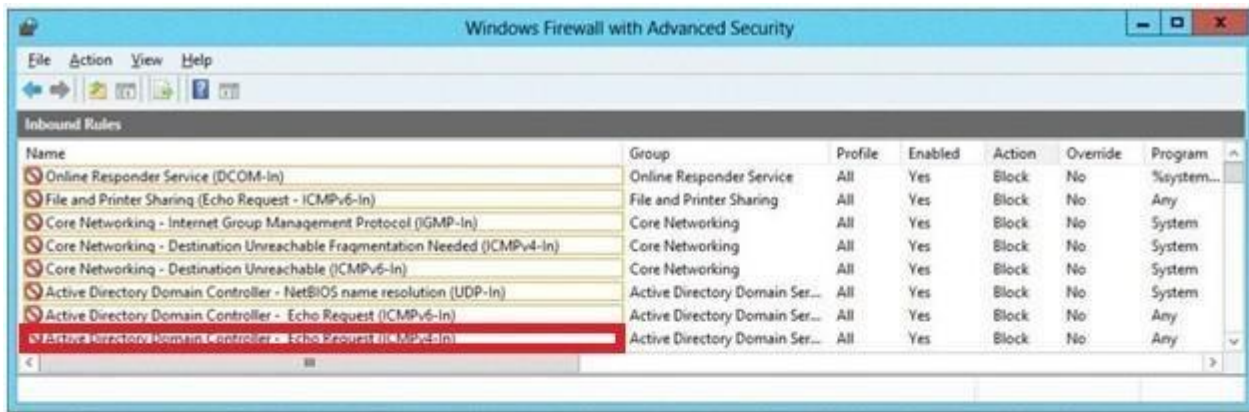 Windows Firewall with Advanced Security
File Action View Help
Inbound Rules
Name Group Profile Enabled Action Override Program
Online Responder Service (DCOM-In) Online Responder Service All Yes Block No %system...
File and Printer Sharing (Echo Request - ICMPv6-In) File and Printer Sharing All Yes Block No Any
Core Networking - Internet Group Management Protocol (IGMP-In) Core Networking All Yes Block No System
Core Networking - Destination Unreachable Fragmentation Needed (ICMPv4-In) Core Networking All Yes Block No System
Core Networking - Destination Unreachable (ICMPv6-In) Core Networking All Yes Block No System
Active Directory Domain Controller - NetBIOS name resolution (UDP-In) Active Directory Domain Ser... All Yes Block No System
Active Directory Domain Controller - Echo Request (ICMPv6-In) Active Directory Domain Ser... All Yes Block No Any
Active Directory Domain Controller - Echo Request (ICMPv4-In) Active Directory Domain Ser... All Yes Block No Any